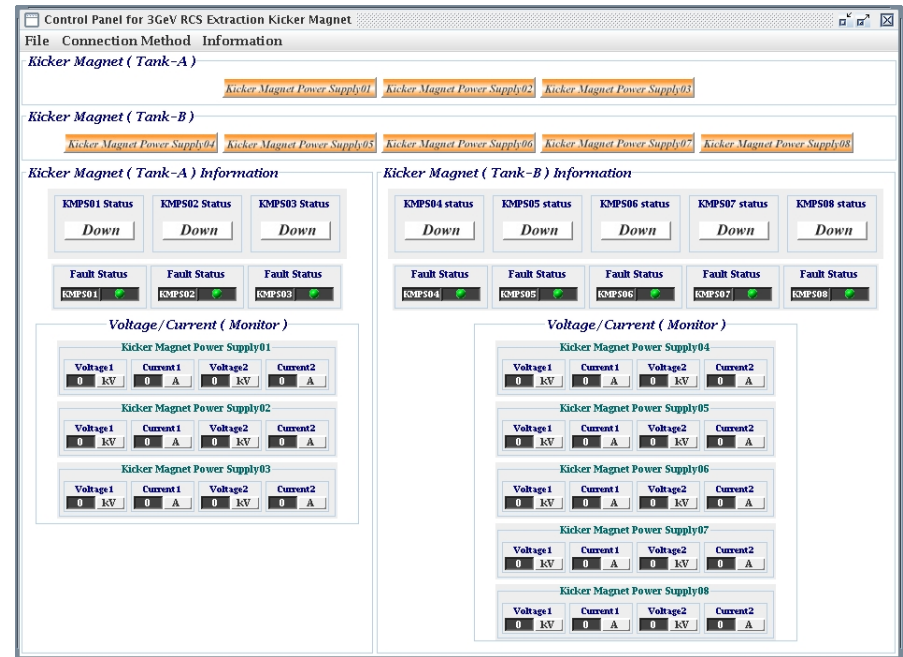 Control Panel for 3GeV RCS Extraction Kicker Magnet
File Connection Method Information
Kicker Magnet ( Tank-A )
Kicker Magnet Power Supply01 Kicker Magnet Power Supply02 Kicker Magnet Power Supply03
Kicker Magnet ( Tank-B )
Kicker Magnet Power Supply04 Kicker Magnet Power Supply05 Kicker Magnet Power Supply06 Kicker Magnet Power Supply07 Kicker Magnet Power Supply08
Kicker Magnet ( Tank-A ) Information
KMPS01 Status KMPS02 Status KMPS03 Status
Down Down Down
Fault Status Fault Status Fault Status
KMPS01 KMPS02 KMPS03
Voltage/Current ( Monitor )
Kicker Magnet Power Supply01
Voltage1 Current1 Voltage2 Current2
0 kV 0 A 0 kV 0 A
Kicker Magnet Power Supply02
Voltage1 Current1 Voltage2 Current2
0 kV 0 A 0 kV 0 A
Kicker Magnet Power Supply03
Voltage1 Current1 Voltage2 Current2
0 kV 0 A 0 kV 0 A
Kicker Magnet ( Tank-B ) Information
KMPS04 status KMPS05 status KMPS06 status KMPS07 status KMPS08 status
Down Down Down Down Down
Fault Status Fault Status Fault Status Fault Status Fault Status
KMPS04 KMPS05 KMPS06 KMPS07 KMPS08
Voltage/Current ( Monitor )
Kicker Magnet Power Supply04
Voltage1 Current1 Voltage2 Current2
0 kV 0 A 0 kV 0 A
Kicker Magnet Power Supply05
Voltage1 Current1 Voltage2 Current2
0 kV 0 A 0 kV 0 A
Kicker Magnet Power Supply06
Voltage1 Current1 Voltage2 Current2
0 kV 0 A 0 kV 0 A
Kicker Magnet Power Supply07
Voltage1 Current1 Voltage2 Current2
0 kV 0 A 0 kV 0 A
Kicker Magnet Power Supply08
Voltage1 Current1 Voltage2 Current2
0 kV 0 A 0 kV 0 A